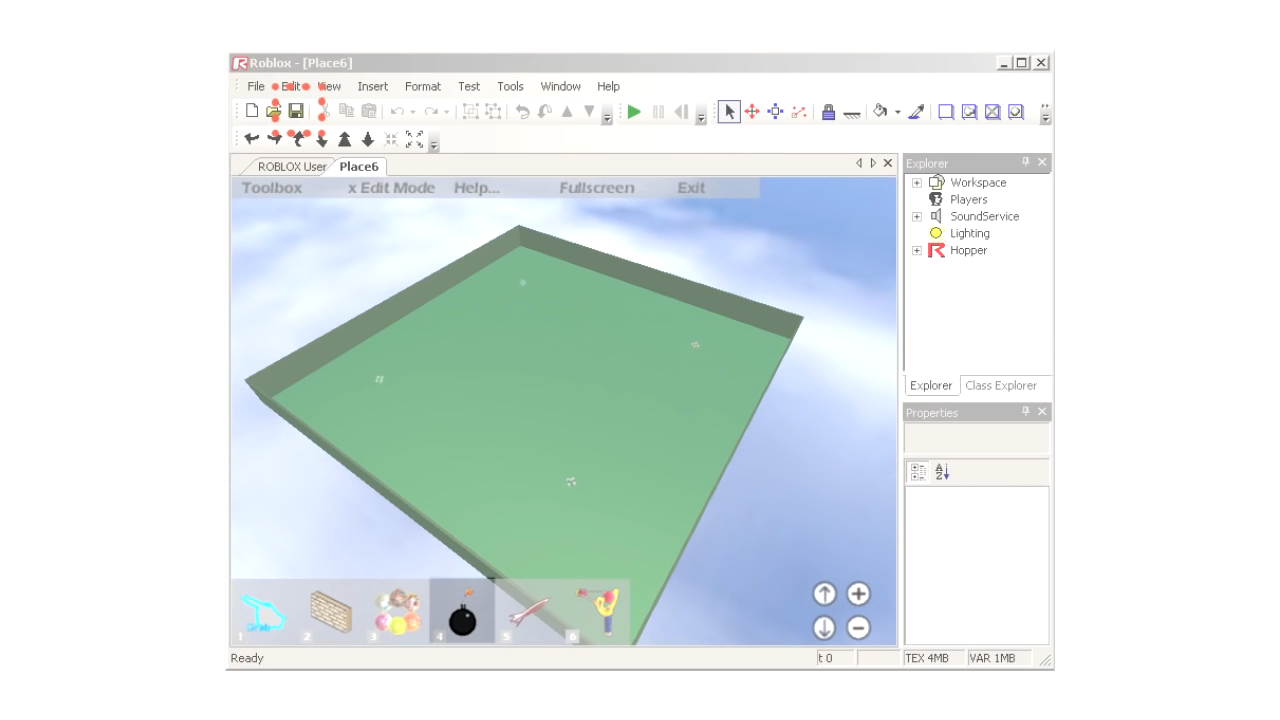 Roblox - [Place6]
File Edit View Insert Format Test Tools Window Help
ROBLOX User Place6
Explorer
Toolbox x Edit Mode Help... Fullscreen Exit
Workspace
Players
SoundService
Lighting
Hopper
Explorer Class Explorer
Properties
A
Z
Grab
1 2 3 4 5 6
Ready t 0 TEX 4MB VAR 1MB